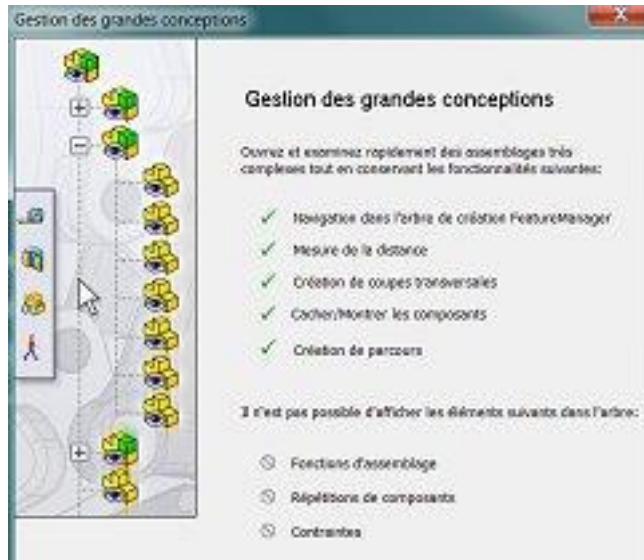 Gestion des grandes conceptions
Gestion des grandes conceptions
Ouvrez et examinez rapidement des assemblages très
complexes tout en conservant les fonctionnalités suivantes:
Navigation dans l'arbre de création FeatureManager
Mesure de la distance
Création de coupes transversales
Cacher/Montrer les composants
Création de parcours
Il n'est pas possible d'afficher les éléments suivants dans l'arbre:
Fonctions d'assemblage
Répétitions de composants
Contraintes